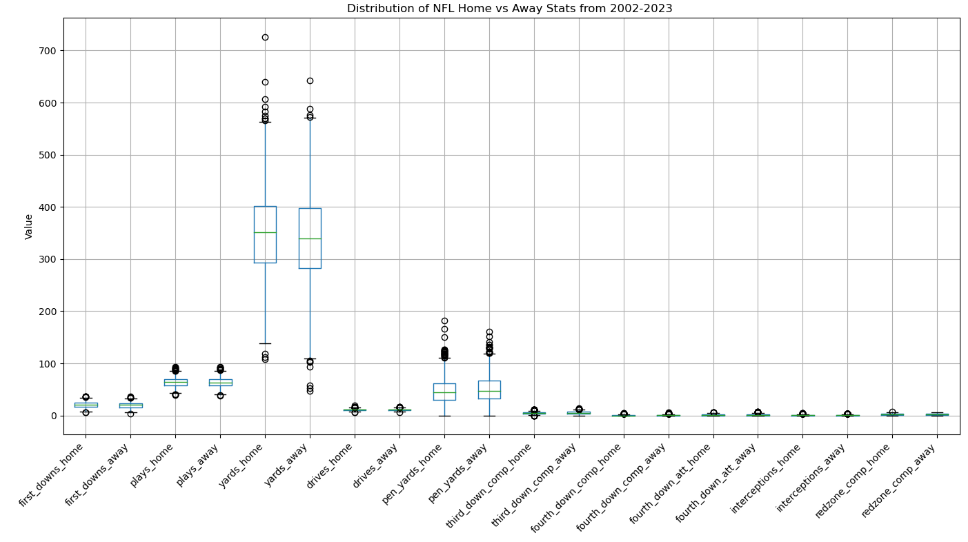 Distribution of NFL Home vs Away Stats from 2002-2023
Value
700
600
500
400
300
200
100
0
first_downs_home
first_downs_away
plays_home
plays_away
yards_home
yards_away
drives_home
drives_away
pen_yards_home
pen_yards_away
third_down_comp_home
third_down_comp_away
fourth_down_comp_home
fourth_down_comp_away
fourth_down_att_home
fourth_down_att_away
interceptions_home
interceptions_away
redzone_comp_home
redzone_comp_away